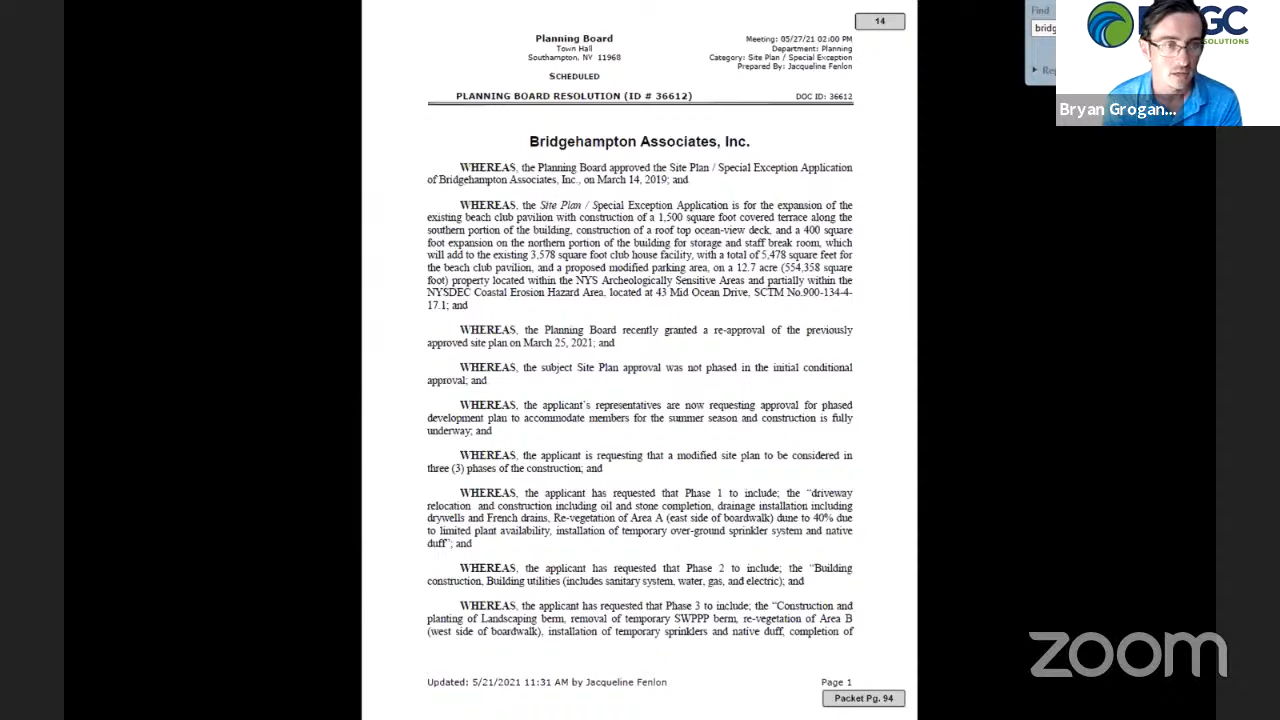 14
Planning Board
Town Hall
Southampton, NY 11968
SCHEDULED
Meeting: 05/27/21 02:00 PM
Department: Planning
Category: Site Plan / Special Exception
Prepared By: Jacqueline Fenlon
PLANNING BOARD RESOLUTION (ID # 36612)
DOC ID: 36612
Bridgehampton Associates, Inc.
WHEREAS, the Planning Board approved the Site Plan / Special Exception Application
of Bridgehampton Associates, Inc., on March 14, 2019; and
WHEREAS, the Site Plan / Special Exception Application is for the expansion of the
existing beach club pavilion with construction of a 1,500 square foot covered terrace along the
southern portion of the building, construction of a roof top ocean-view deck, and a 400 square
foot expansion on the northern portion of the building for storage and staff break room, which
will add to the existing 3,578 square foot club house facility, with a total of 5,478 square feet for
the beach club pavilion, and a proposed modified parking area, on a 12.7 acre (554,358 square
foot) property located within the NYS Archeologically Sensitive Areas and partially within the
NYSDEC Coastal Erosion Hazard Area, located at 43 Mid Ocean Drive, SCTM No.900-134-4-
17.1; and
WHEREAS, the Planning Board recently granted a re-approval of the previously
approved site plan on March 25, 2021; and
WHEREAS, the subject Site Plan approval was not phased in the initial conditional
approval; and
WHEREAS, the applicant's representatives are now requesting approval for phased
development plan to accommodate members for the summer season and construction is fully
underway; and
WHEREAS, the applicant is requesting that a modified site plan to be considered in
three (3) phases of the construction; and
WHEREAS, the applicant has requested that Phase 1 to include; the “driveway
relocation and construction including oil and stone completion, drainage installation including
drywells and French drains, Re-vegetation of Area A (east side of boardwalk) dune to 40% due
to limited plant availability, installation of temporary over-ground sprinkler system and native
duff”; and
WHEREAS, the applicant has requested that Phase 2 to include; the “Building
construction, Building utilities (includes sanitary system, water, gas, and electric); and
WHEREAS, the applicant has requested that Phase 3 to include; the “Construction and
planting of Landscaping berm, removal of temporary SWPPP berm, re-vegetation of Area B
(west side of boardwalk), installation of temporary sprinklers and native duff, completion of
Updated: 5/21/2021 11:31 AM by Jacqueline Fenlon
Page 1
Packet Pg. 94
Find
bridg
Bryan Grogan...
zoom